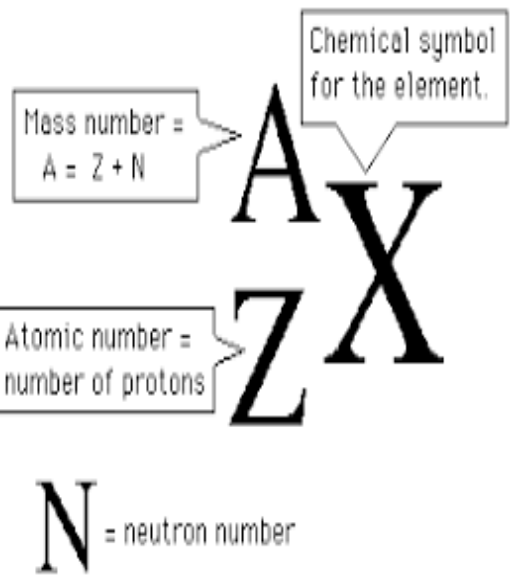 Chemical symbol
for the element.
Mass number =
A = Z + N
A
X
Z
Atomic number =
number of protons
N = neutron number